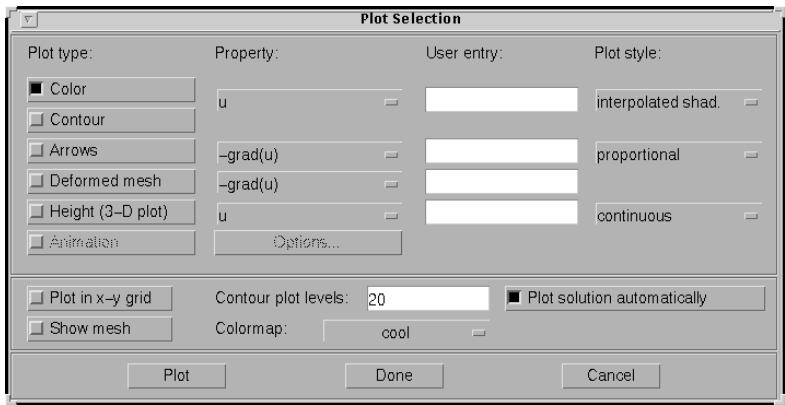 Plot Selection
Plot type: Property: User entry: Plot style:
Color u interpolated shad.
Contour
Arrows –grad(u) proportional
Deformed mesh –grad(u)
Height (3–D plot) u continuous
Animation Options...
Plot in x–y grid Contour plot levels: 20 Plot solution automatically
Show mesh Colormap: cool
Plot Done Cancel